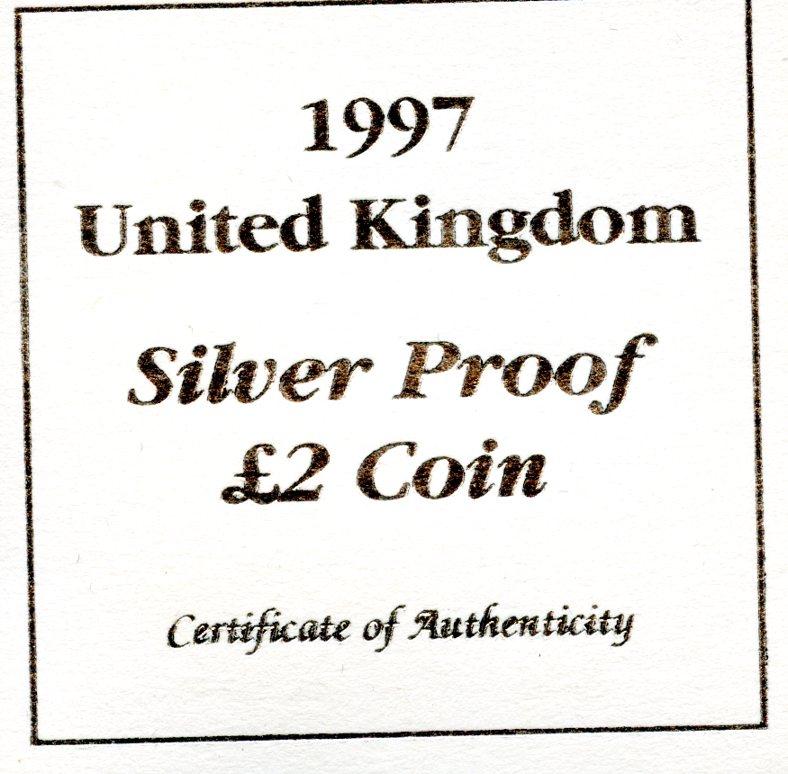 1997
United Kingdom
Silver Proof
£2 Coin
Certificate of Authenticity